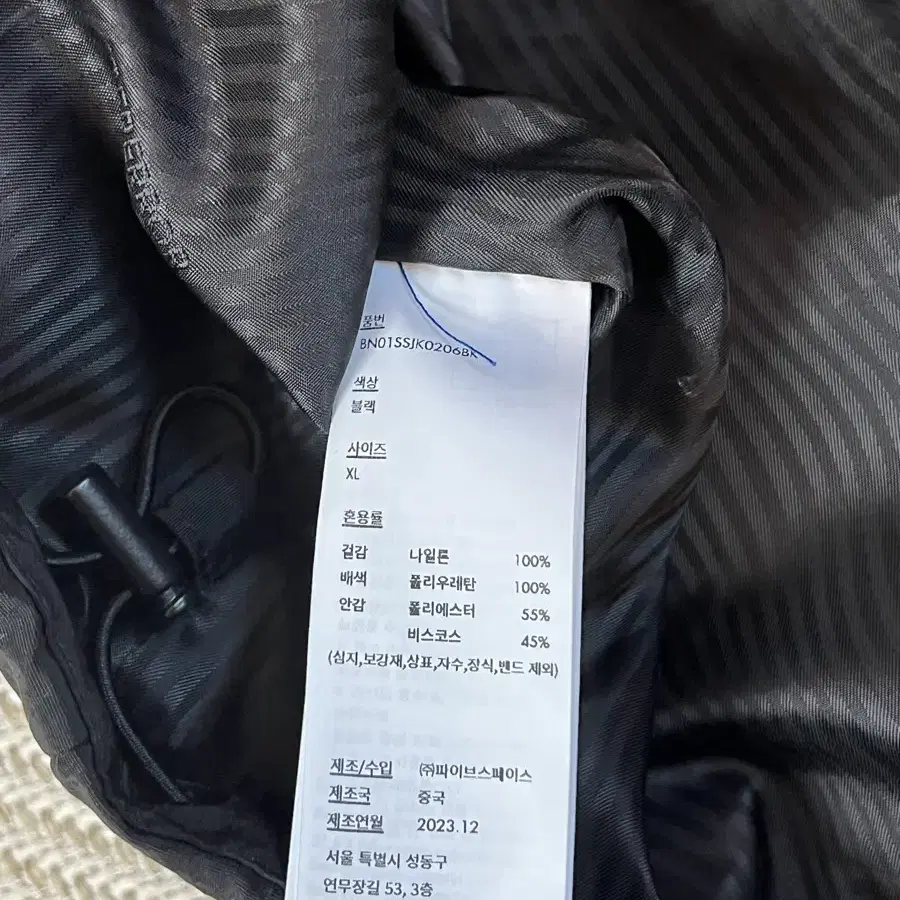 품번
BN01SSJK0206BK
색상
블랙
사이즈
XL
혼용률
겉감 나일론 100%
배색 폴리우레탄 100%
안감 폴리에스터 55%
비스코스 45%
(심지,보강재,상표,자수,장식,밴드 제외)
제조/수입 ㈜파이브스페이스
제조국 중국
제조연월 2023.12
서울 특별시 성동구
연무장길 53, 3층